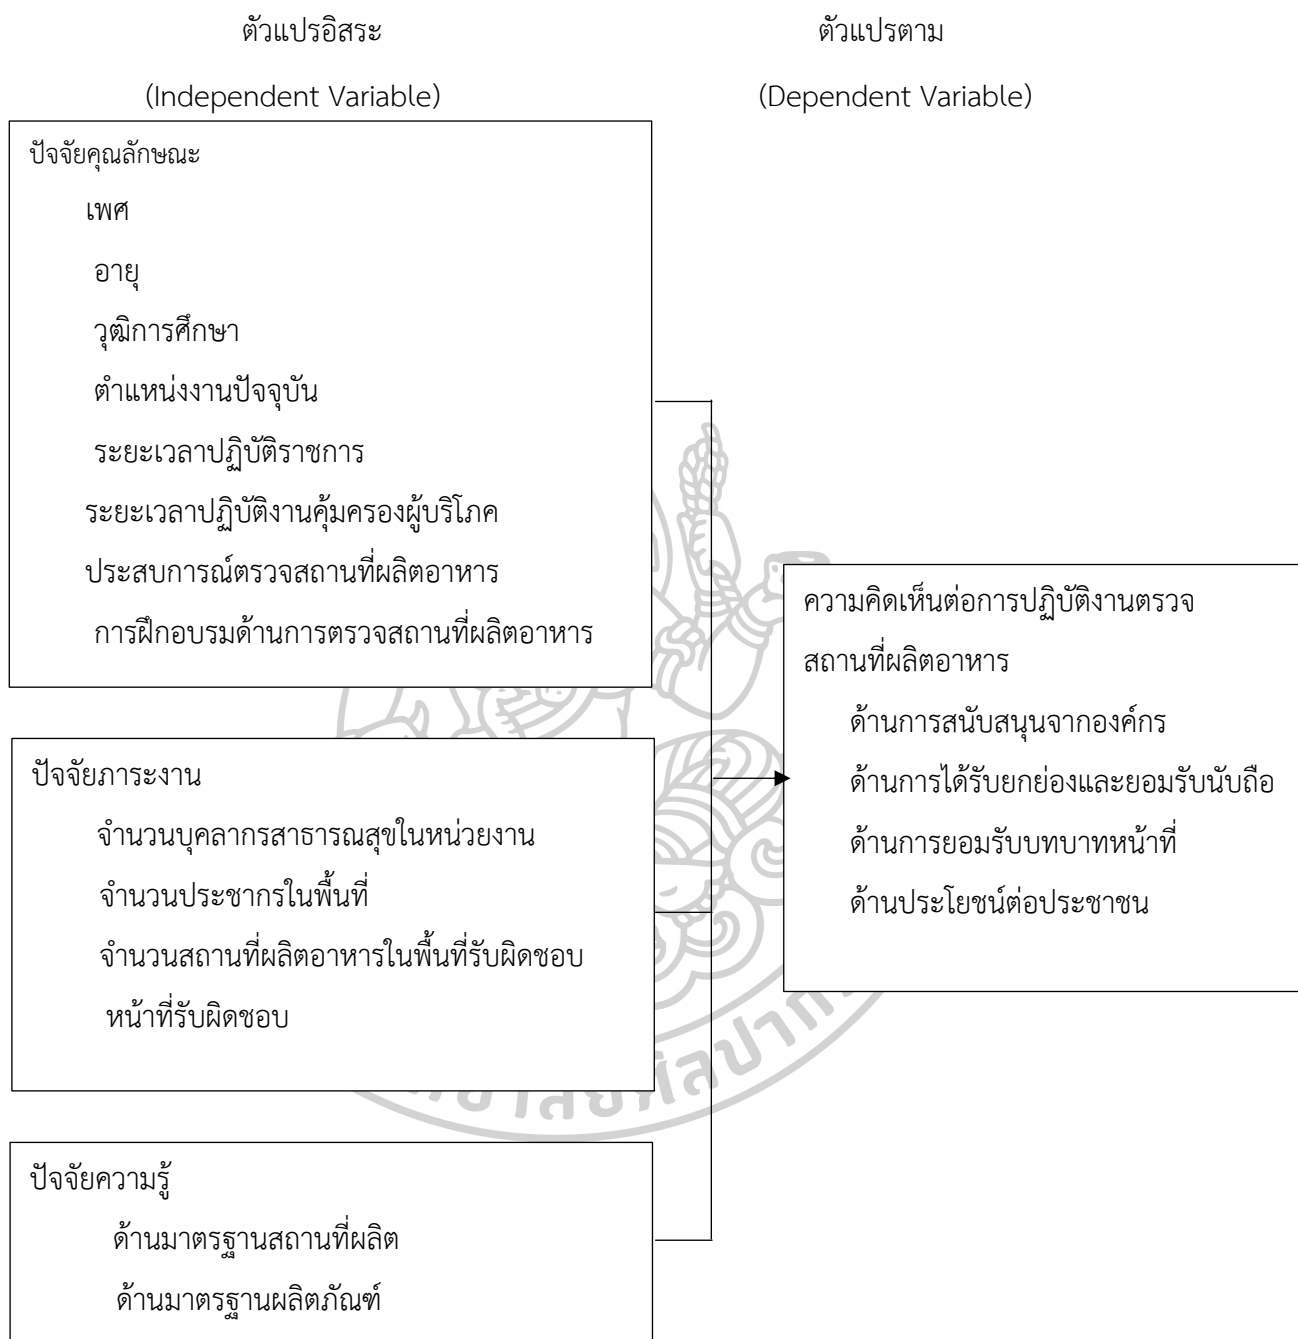 ตัวแปรอิสระ
(Independent Variable)
ปัจจัยคุณลักษณะ
เพศ
อายุ
วุฒิการศึกษา
ตำแหน่งงานปัจจุบัน
ระยะเวลาปฏิบัติราชการ
ระยะเวลาปฏิบัติงานคุ้มครองผู้บริโภค
ประสบการณ์ตรวจสถานที่ผลิตอาหาร
การฝึกอบรมด้านการตรวจสถานที่ผลิตอาหาร
ปัจจัยภาระงาน
จำนวนบุคลากรสาธารณสุขในหน่วยงาน
จำนวนประชากรในพื้นที่
จำนวนสถานที่ผลิตอาหารในพื้นที่รับผิดชอบ
หน้าที่รับผิดชอบ
ปัจจัยความรู้
ด้านมาตรฐานสถานที่ผลิต
ด้านมาตรฐานผลิตภัณฑ์
ตัวแปรตาม
(Dependent Variable)
ความคิดเห็นต่อการปฏิบัติงานตรวจ
สถานที่ผลิตอาหาร
ด้านการสนับสนุนจากองค์กร
ด้านการได้รับยกย่องและยอมรับนับถือ
ด้านการยอมรับบทบาทหน้าที่
ด้านประโยชน์ต่อประชาชน